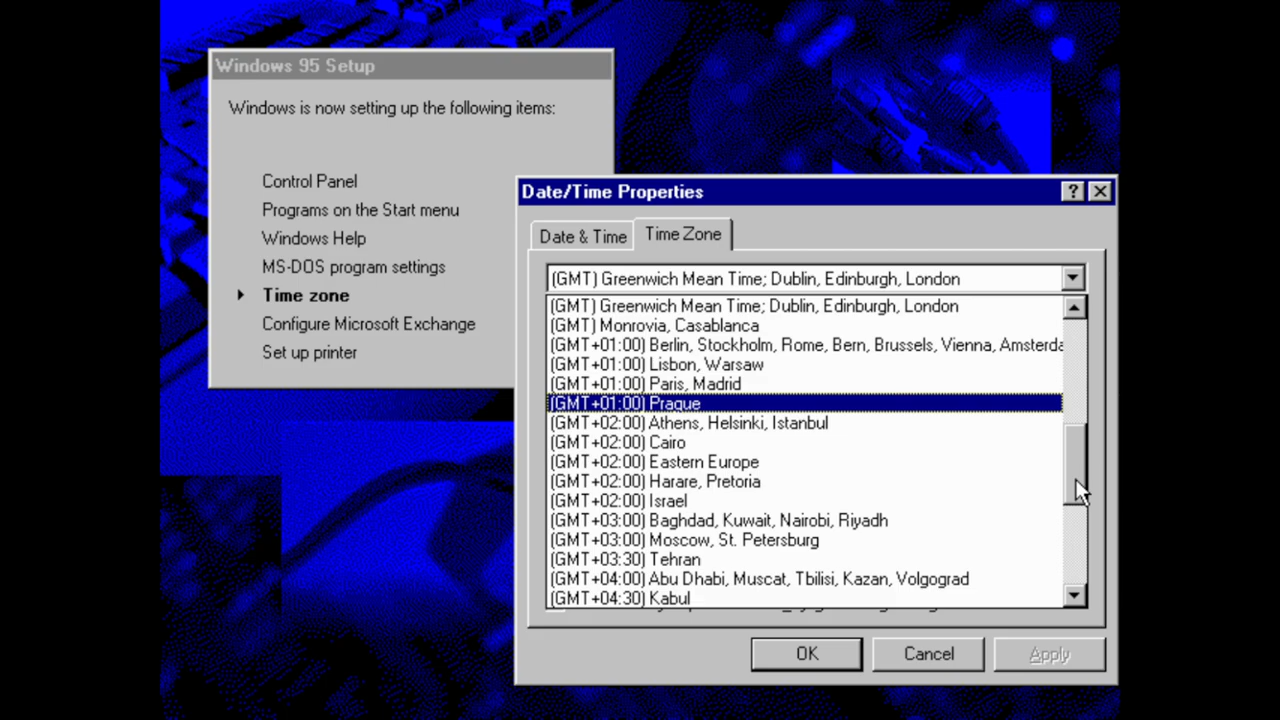 Windows 95 Setup
Windows is now setting up the following items:
Control Panel
Programs on the Start menu
Windows Help
MS-DOS program settings
Time zone
Configure Microsoft Exchange
Set up printer
Date/Time Properties
Date & Time
Time Zone
(GMT) Greenwich Mean Time; Dublin, Edinburgh, London
(GMT) Greenwich Mean Time; Dublin, Edinburgh, London
(GMT) Monrovia, Casablanca
(GMT+01:00) Berlin, Stockholm, Rome, Bern, Brussels, Vienna, Amsterda
(GMT+01:00) Lisbon, Warsaw
(GMT+01:00) Paris, Madrid
(GMT+01:00) Prague
(GMT+02:00) Athens, Helsinki, Istanbul
(GMT+02:00) Cairo
(GMT+02:00) Eastern Europe
(GMT+02:00) Harare, Pretoria
(GMT+02:00) Israel
(GMT+03:00) Baghdad, Kuwait, Nairobi, Riyadh
(GMT+03:00) Moscow, St. Petersburg
(GMT+03:30) Tehran
(GMT+04:00) Abu Dhabi, Muscat, Tbilisi, Kazan, Volgograd
(GMT+04:30) Kabul
OK
Cancel
Apply